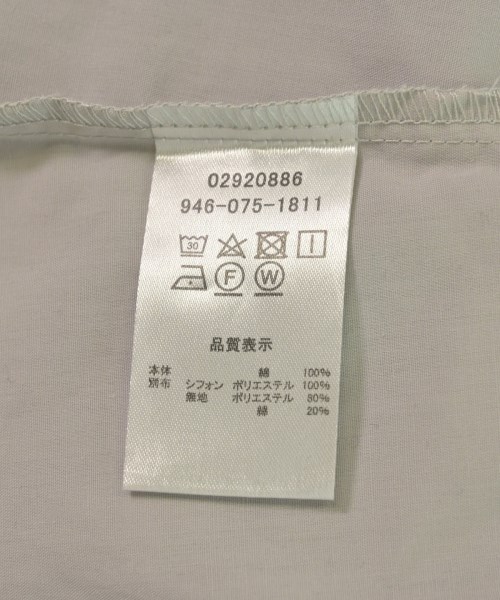 02920886
946-075-1811
30
F W
品質表示
本体 綿 100%
別布 シフォン ポリエステル 100%
無地 ポリエステル 80%
綿 20%